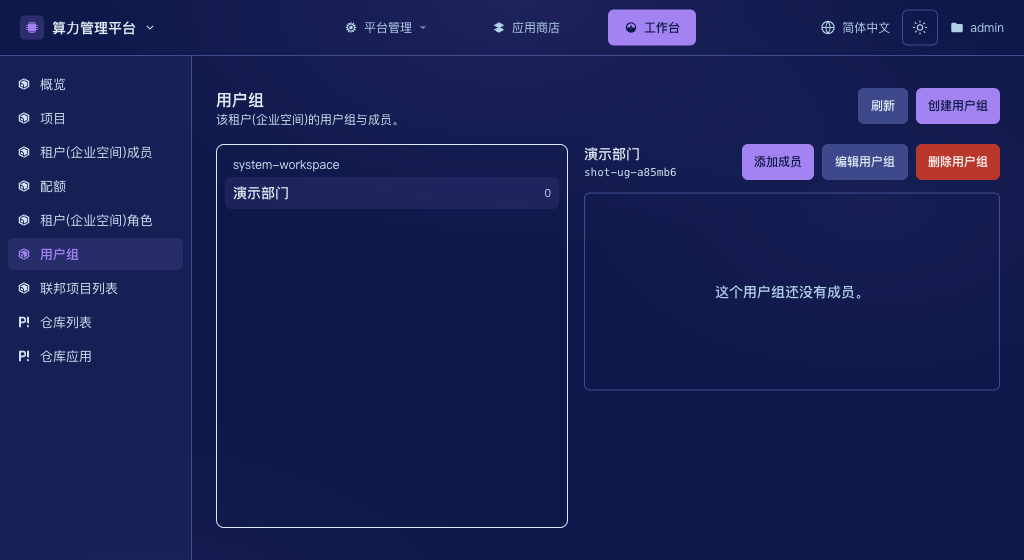 算力管理平台
平台管理
应用商店
工作台
简体中文
admin
概览
项目
租户(企业空间)成员
配额
租户(企业空间)角色
用户组
联邦项目列表
P! 仓库列表
P! 仓库应用
用户组
该租户(企业空间)的用户组与成员。
刷新
创建用户组
system-workspace
演示部门 0
演示部门
shot-ug-a85mb6
添加成员
编辑用户组
删除用户组
这个用户组还没有成员。